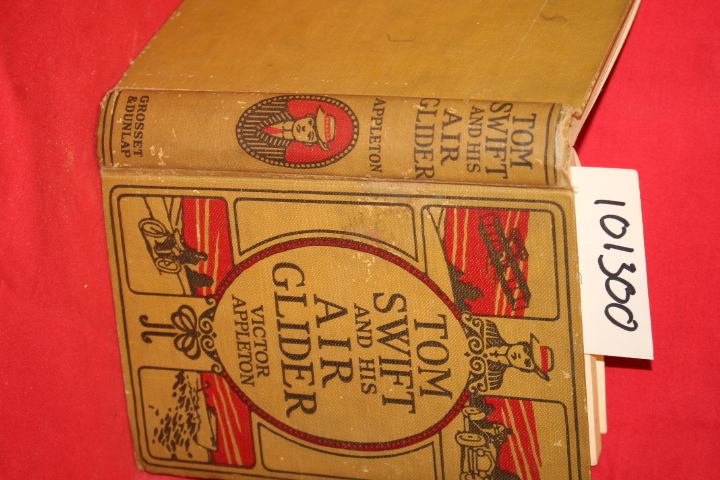 TOM
SWIFT
AND HIS
AIR
GLIDER
APPLETON
GROSSET
& DUNLAP
TOM
SWIFT
AND HIS
AIR
GLIDER
VICTOR
APPLETON
101300